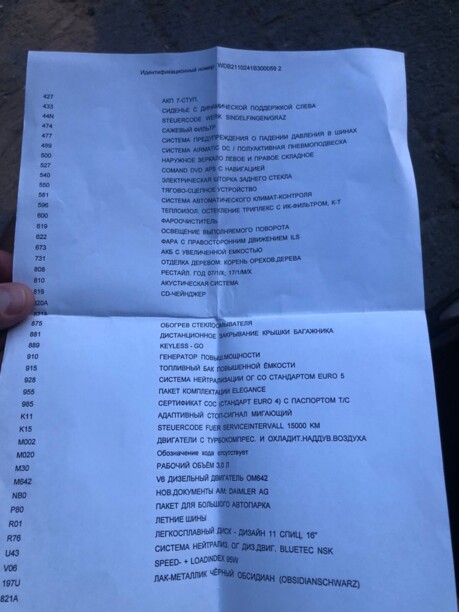 Идентификационный номер: WDB2110241B300059 2
427 АКП 7-СТУП.
433 СИДЕНЬЕ С ДИНАМИЧЕСКОЙ ПОДДЕРЖКОЙ СЛЕВА
44N STEUERCODE WERK SINDELFINGEN/GRAZ
474 САЖЕВЫЙ ФИЛЬТР
477 СИСТЕМА ПРЕДУПРЕЖДЕНИЯ О ПАДЕНИИ ДАВЛЕНИЯ В ШИНАХ
489 СИСТЕМА AIRMATIC DC / ПОЛУАКТИВНАЯ ПНЕВМОПОДВЕСКА
500 НАРУЖНОЕ ЗЕРКАЛО ЛЕВОЕ И ПРАВОЕ СКЛАДНОЕ
527 COMAND DVD APS С НАВИГАЦИЕЙ
540 ЭЛЕКТРИЧЕСКАЯ ШТОРКА ЗАДНЕГО СТЕКЛА
550 ТЯГОВО-СЦЕПНОЕ УСТРОЙСТВО
581 СИСТЕМА АВТОМАТИЧЕСКОГО КЛИМАТ-КОНТРОЛЯ
596 ТЕПЛОИЗОЛ. ОСТЕКЛЕНИЕ ТРИПЛЕКС С ИК-ФИЛЬТРОМ, К-Т
600 ФАРООЧИСТИТЕЛЬ
619 ОСВЕЩЕНИЕ ВЫПОЛНЯЕМОГО ПОВОРОТА
622 ФАРА С ПРАВОСТОРОННИМ ДВИЖЕНИЕМ ILS
673 АКБ С УВЕЛИЧЕННОЙ ЕМКОСТЬЮ
731 ОТДЕЛКА ДЕРЕВОМ: КОРЕНЬ ОРЕХОВ.ДЕРЕВА
808 РЕСТАЙЛ. ГОД 07/1/X, 17/1/M/X
810 АКУСТИЧЕСКАЯ СИСТЕМА
819 CD-ЧЕЙНДЖЕР
875 ОБОГРЕВ СТЕКЛООМЫВАТЕЛЯ
881 ДИСТАНЦИОННОЕ ЗАКРЫВАНИЕ КРЫШКИ БАГАЖНИКА
889 KEYLESS - GO
910 ГЕНЕРАТОР ПОВЫШ.МОЩНОСТИ
915 ТОПЛИВНЫЙ БАК ПОВЫШЕННОЙ ЁМКОСТИ
928 СИСТЕМА НЕЙТРАЛИЗАЦИИ ОГ СО СТАНДАРТОМ EURO 5
955 ПАКЕТ КОМПЛЕКТАЦИИ ELEGANCE
985 СЕРТИФИКАТ COC (СТАНДАРТ EURO 4) С ПАСПОРТОМ Т/С
K11 АДАПТИВНЫЙ СТОП-СИГНАЛ МИГАЮЩИЙ
K15 STEUERCODE FUER SERVICEINTERVALL 15000 KM
M002 ДВИГАТЕЛИ С ТУРБОКОМПРЕС. И ОХЛАДИТ.НАДДУВ.ВОЗДУХА
M020 Обозначение кода отсутствует
M30 РАБОЧИЙ ОБЪЁМ 3,0 Л
M642 V6 ДИЗЕЛЬНЫЙ ДВИГАТЕЛЬ OM642
NB0 НОВ.ДОКУМЕНТЫ А/М: DAIMLER AG
P80 ПАКЕТ ДЛЯ БОЛЬШОГО АВТОПАРКА
R01 ЛЕТНИЕ ШИНЫ
R76 ЛЕГКОСПЛАВНЫЙ ДИСК - ДИЗАЙН 11 СПИЦ, 16"
U43 СИСТЕМА НЕЙТРАЛИЗ. ОГ ДИЗ.ДВИГ. BLUETEC NSK
V06 SPEED- + LOADINDEX 95W
197U ЛАК-МЕТАЛЛИК ЧЁРНЫЙ ОБСИДИАН (OBSIDIANSCHWARZ)
821A